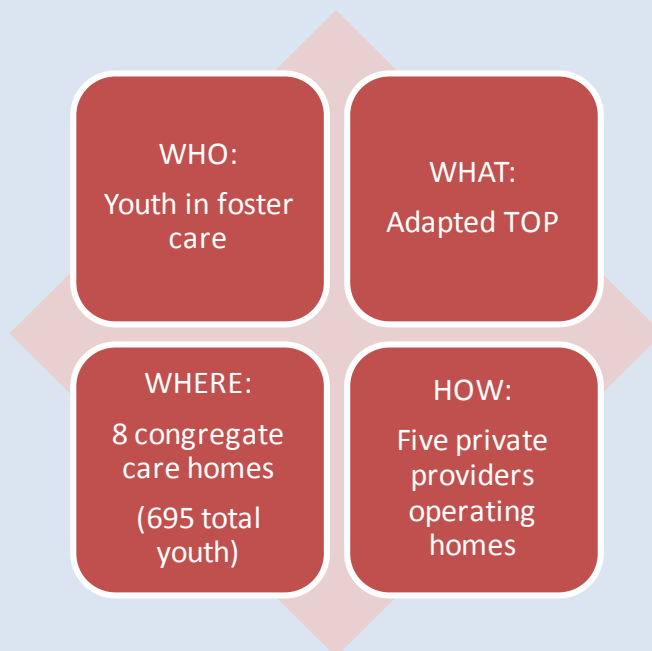 WHO:
Youth in foster
care
WHAT:
Adapted TOP
WHERE:
8 congregate
care homes
(695 total
youth)
HOW:
Five private
providers
operating
homes